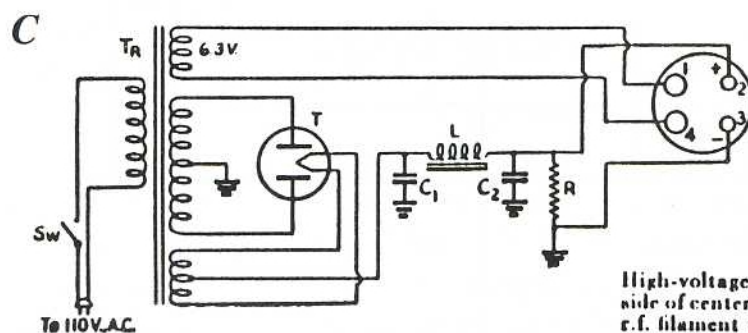 C
TR
6.3V.
T
L
C1
C2
R
1
+
2
4
-
3
Sw
To 110V. A.C.
High-voltage
side of center
r.f. filament